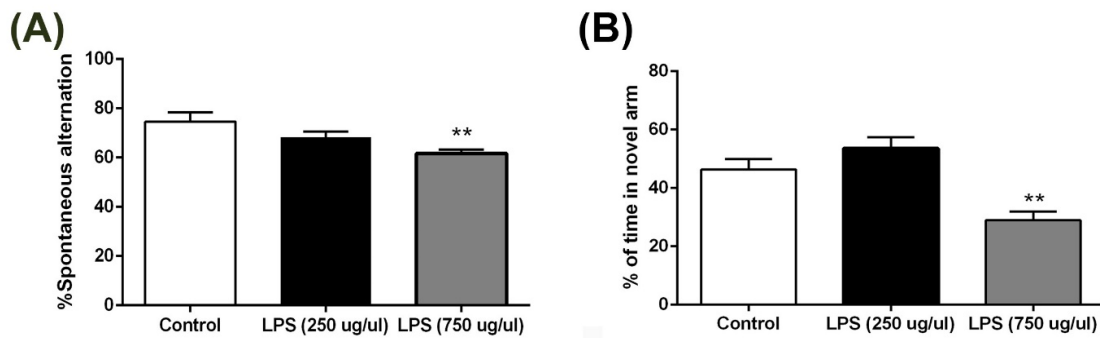 (A)
%Spontaneous alternation
100
80
60
40
20
0
**
Control
LPS (250 ug/ul)
LPS (750 ug/ul)
(B)
% of time in novel arm
80
60
40
20
0
**
Control
LPS (250 ug/ul)
LPS (750 ug/ul)